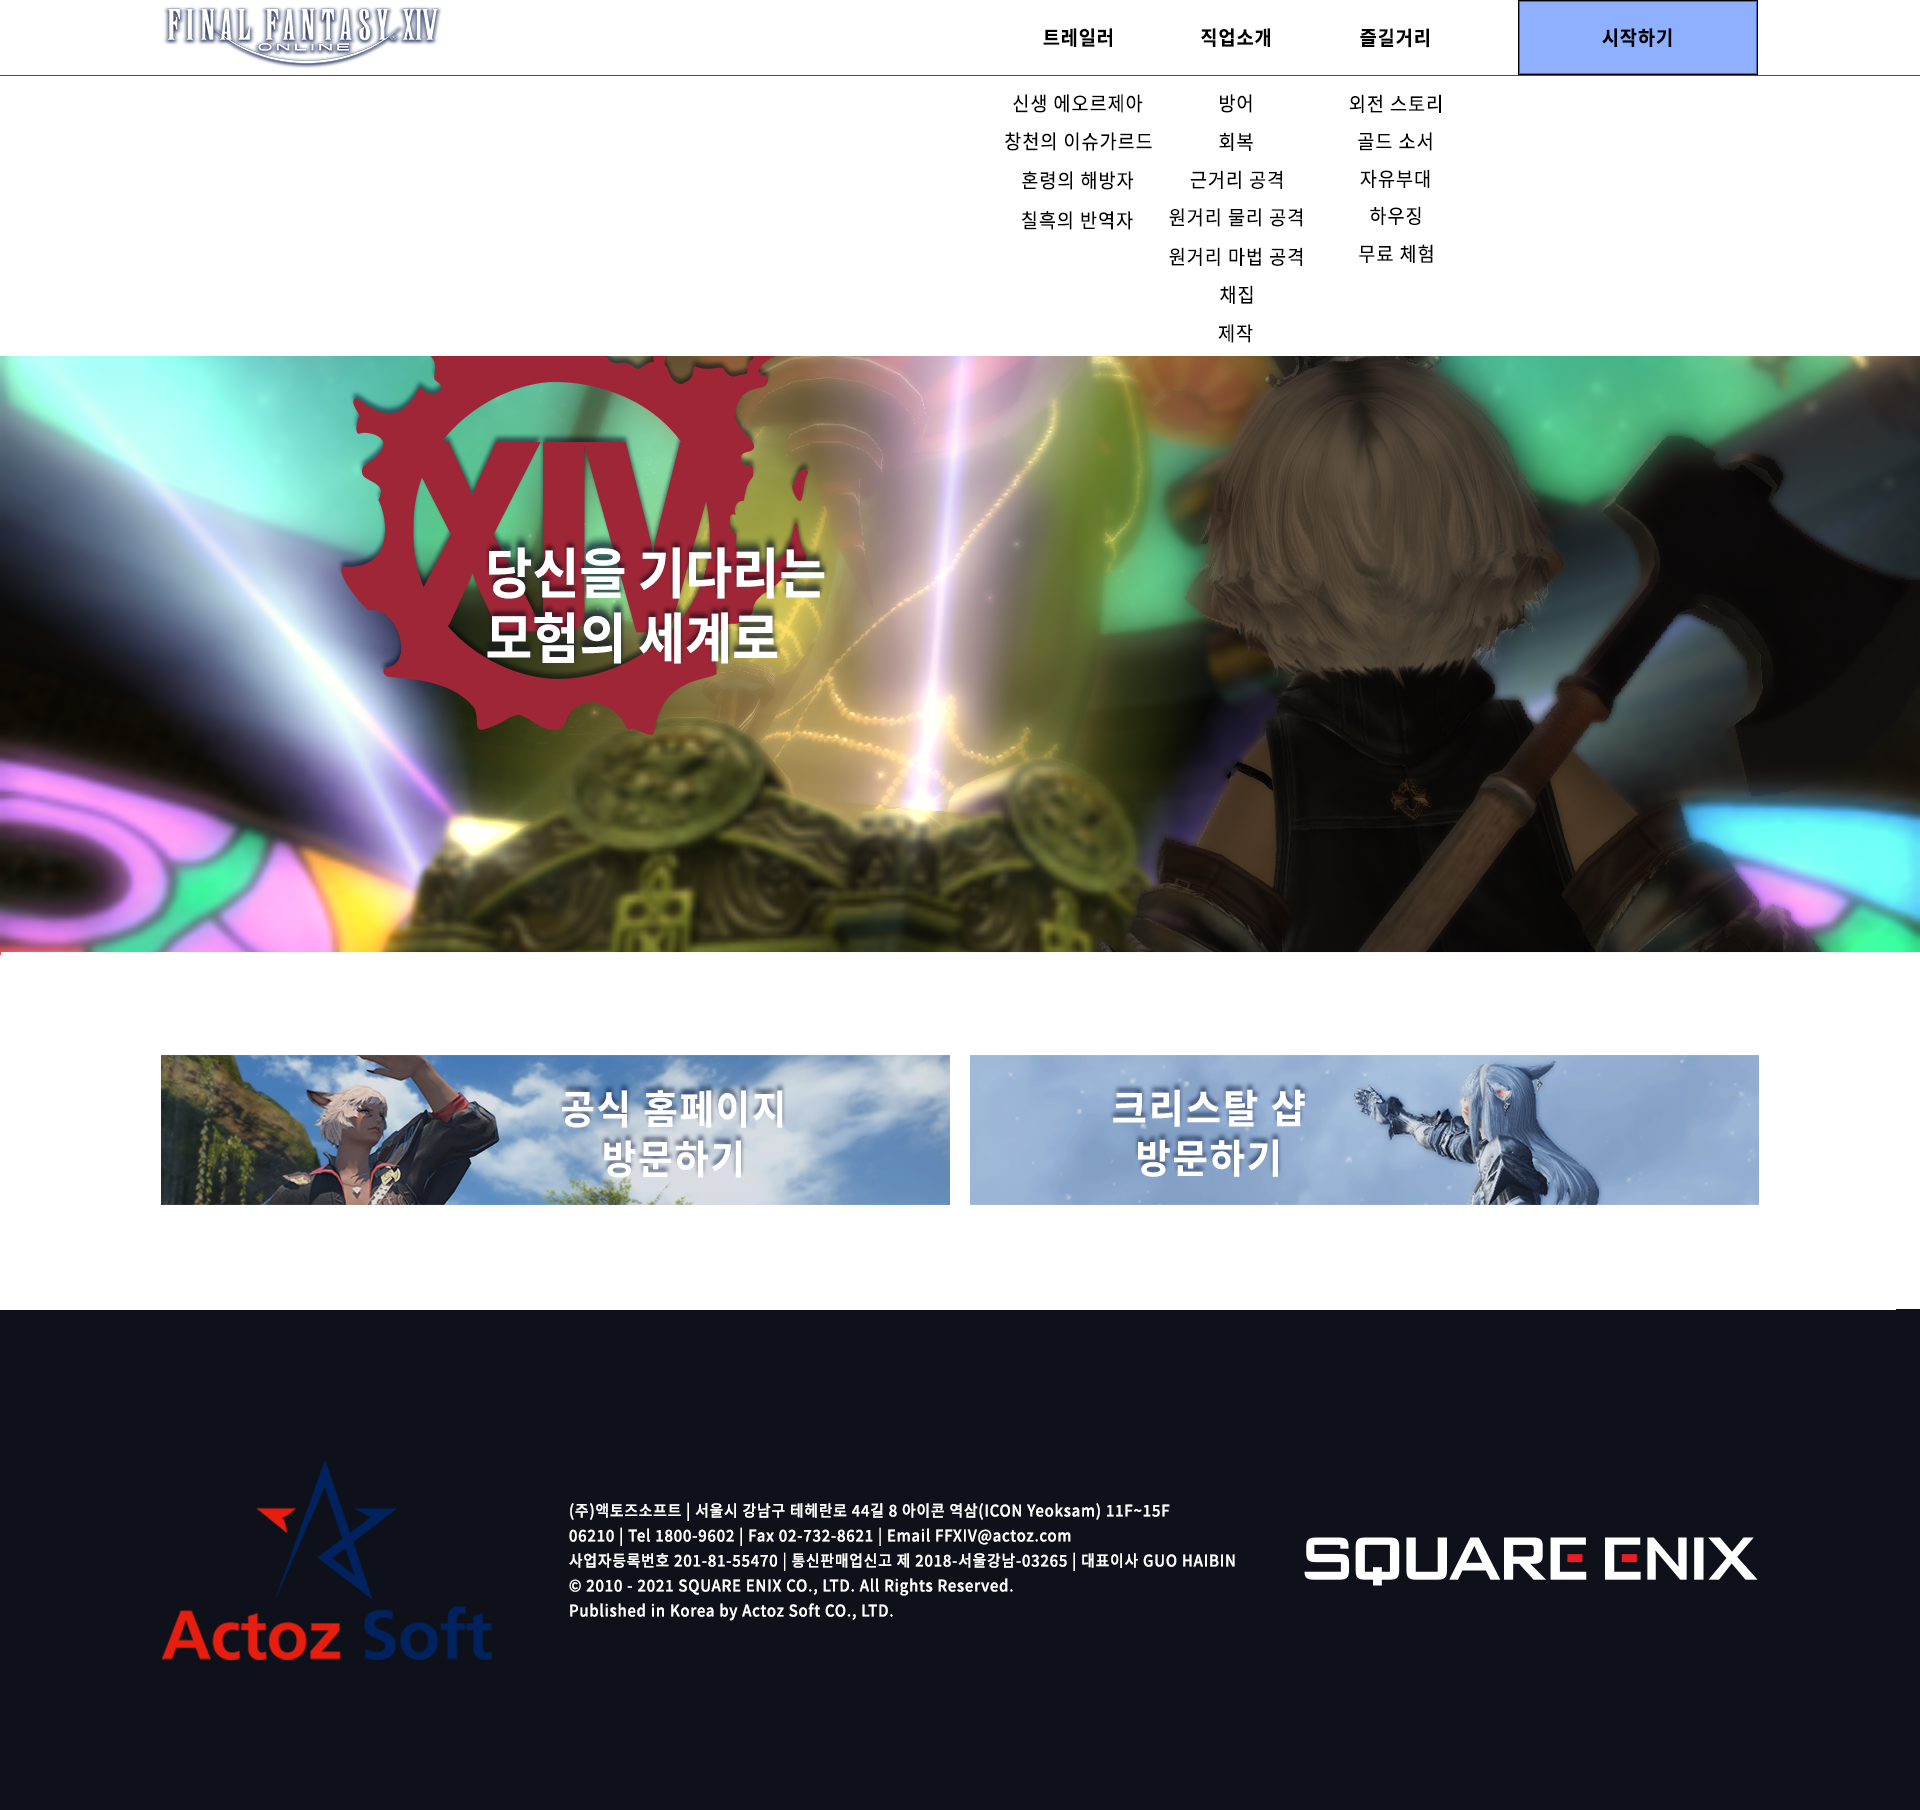 FINAL FANTASY XIV
ONLINE
트레일러
직업소개
즐길거리
시작하기
신생 에오르제아
창천의 이슈가르드
혼령의 해방자
칠흑의 반역자
방어
회복
근거리 공격
원거리 물리 공격
원거리 마법 공격
채집
제작
외전 스토리
골드 소서
자유부대
하우징
무료 체험
XIV
당신을 기다리는
모험의 세계로
공식 홈페이지
방문하기
크리스탈 샵
방문하기
Actoz Soft
(주)액토즈소프트 | 서울시 강남구 테헤란로 44길 8 아이콘 역삼(ICON Yeoksam) 11F~15F
06210 | Tel 1800-9602 | Fax 02-732-8621 | Email FFXIV@actoz.com
사업자등록번호 201-81-55470 | 통신판매업신고 제 2018-서울강남-03265 | 대표이사 GUO HAIBIN
© 2010 - 2021 SQUARE ENIX CO., LTD. All Rights Reserved.
Published in Korea by Actoz Soft CO., LTD.
SQUARE ENIX